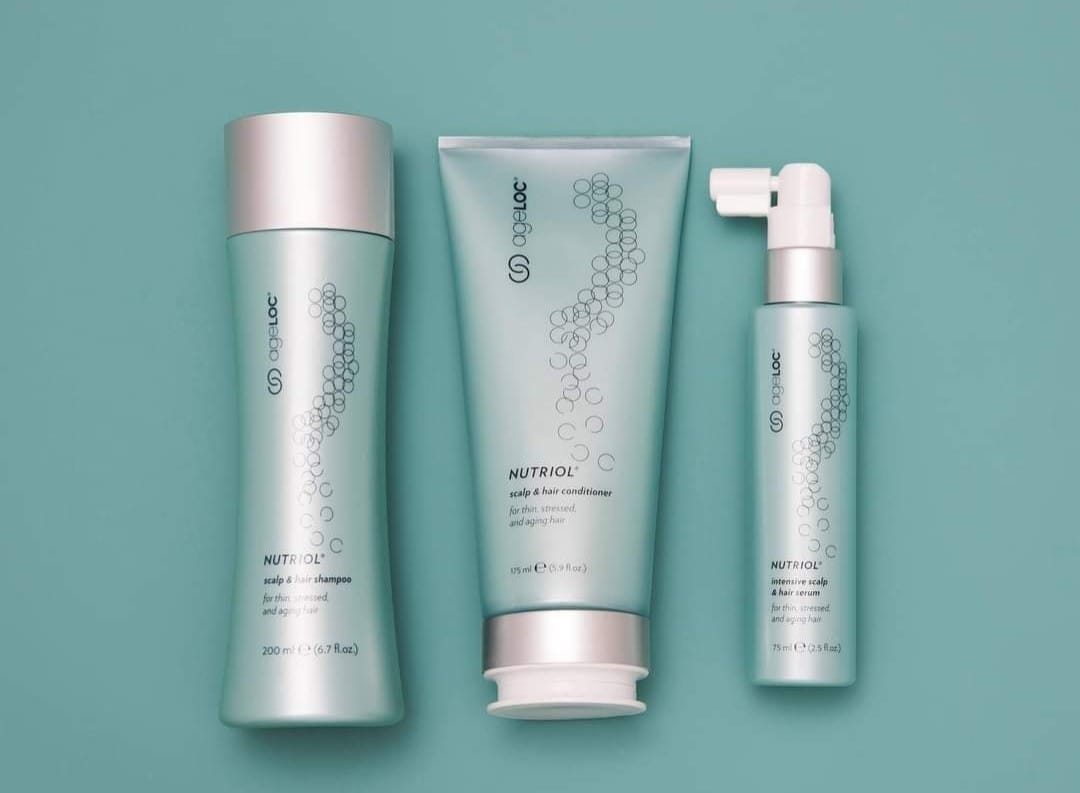 ageLOC®
NUTRIOL®
scalp & hair shampoo
for thin, stressed,
and aging hair
200 ml ℮ (6.7 fl.oz.)
ageLOC®
NUTRIOL®
scalp & hair conditioner
for thin, stressed,
and aging hair
175 ml ℮ (5.9 fl.oz.)
ageLOC®
NUTRIOL®
intensive scalp
& hair serum
for thin, stressed,
and aging hair
75 ml ℮ (2.5 fl.oz.)